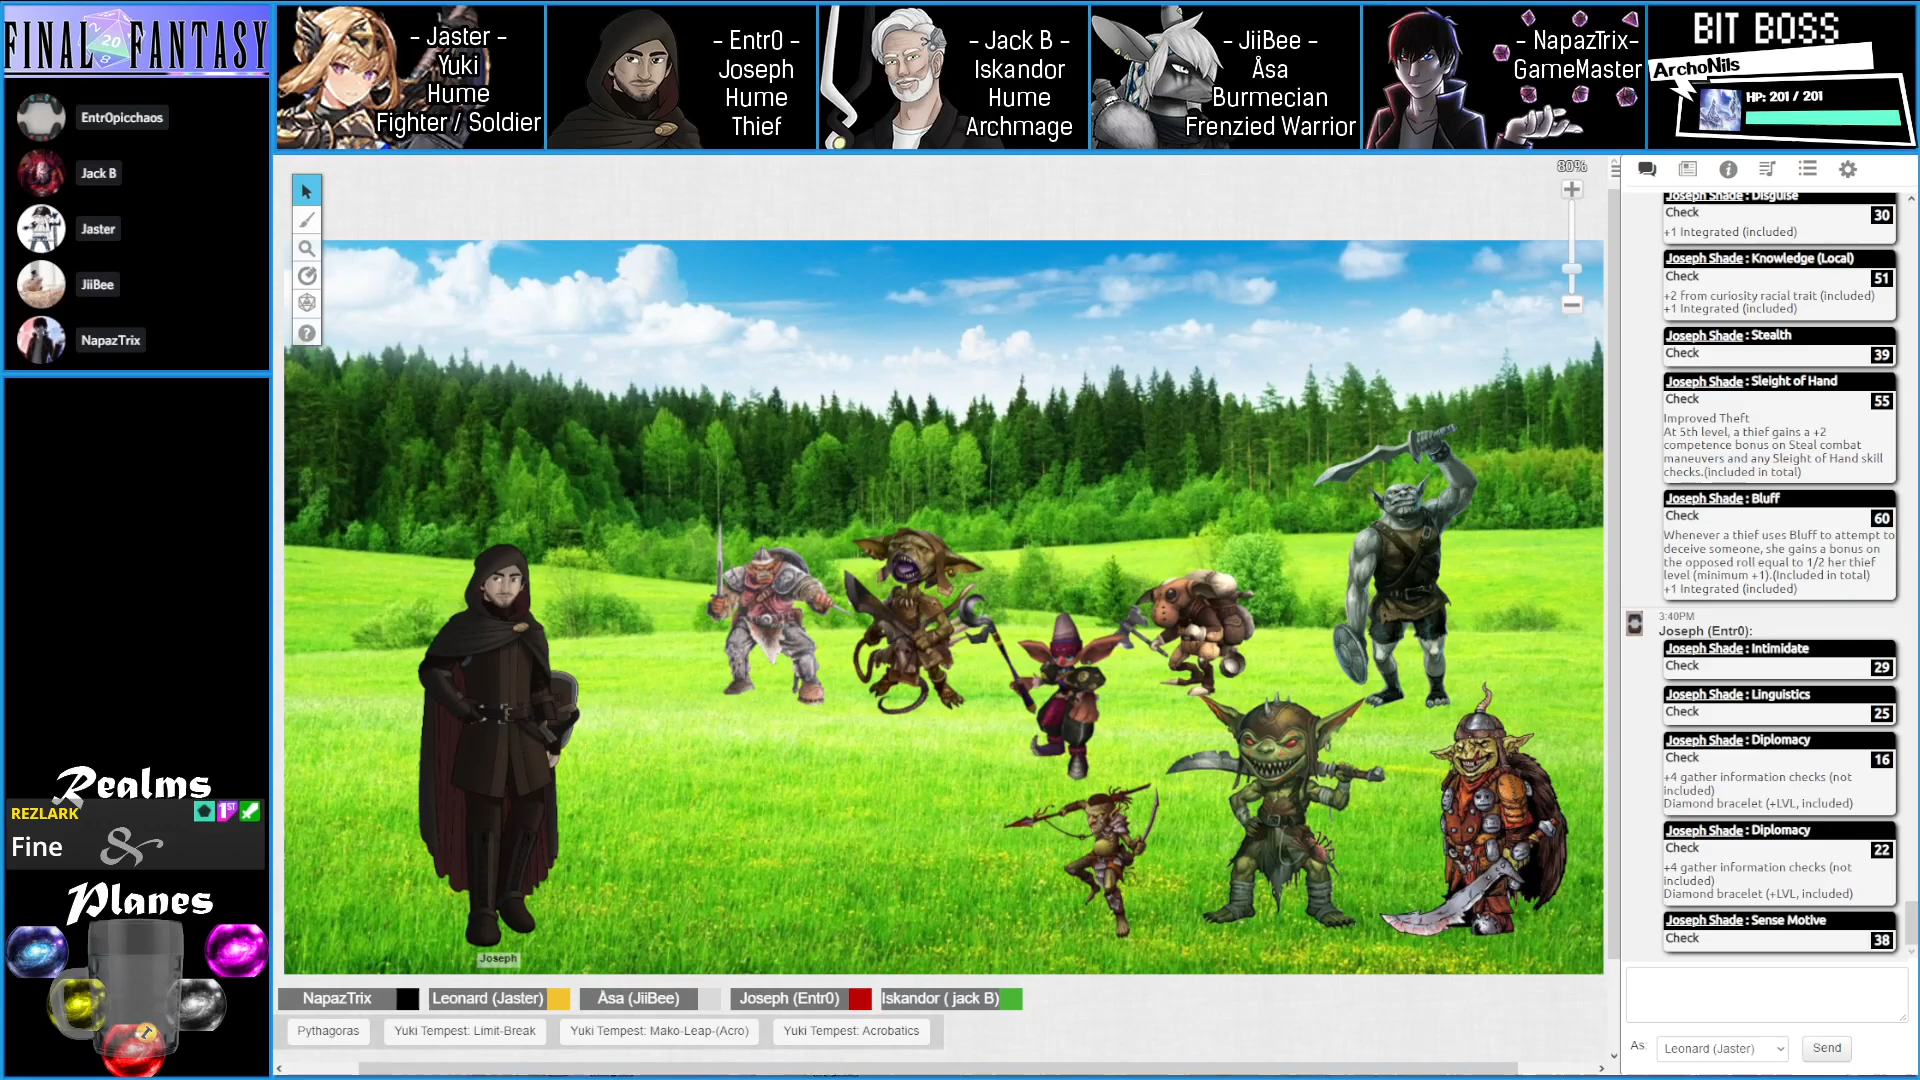 FINAL FANTASY
20
8
2
- Jaster -
Yuki
Hume
Fighter / Soldier
- Entr0 -
Joseph
Hume
Thief
- Jack B -
Iskandor
Hume
Archmage
- JiiBee -
Åsa
Burmecian
Frenzied Warrior
- NapazTrix-
GameMaster
BIT BOSS
ArchoNils
HP: 201 / 201
Entr0picchaos
Jack B
Jaster
JiiBee
NapazTrix
80%
Joseph Shade : Disguise
Check
30
+1 Integrated (included)
Joseph Shade : Knowledge (Local)
Check
51
+2 from curiosity racial trait (included)
+1 Integrated (included)
Joseph Shade : Stealth
Check
39
Joseph Shade : Sleight of Hand
Check
55
Improved Theft
At 5th level, a thief gains a +2
competence bonus on Steal combat
maneuvers and any Sleight of Hand skill
checks.(included in total)
Joseph Shade : Bluff
Check
60
Whenever a thief uses Bluff to attempt to
deceive someone, she gains a bonus on
the opposed roll equal to 1/2 her thief
level (minimum +1).(Included in total)
+1 Integrated (included)
3:40PM
Joseph (Entr0):
Joseph Shade : Intimidate
Check
29
Joseph Shade : Linguistics
Check
25
Joseph Shade : Diplomacy
Check
16
+4 gather information checks (not
included)
Diamond bracelet (+LVL, included)
Joseph Shade : Diplomacy
Check
22
+4 gather information checks (not
included)
Diamond bracelet (+LVL, included)
Joseph Shade : Sense Motive
Check
38
As:
Leonard (Jaster)
Send
Realms
REZLARK
1ST
Fine
&
Planes
Joseph
NapazTrix
Leonard (Jaster)
Åsa (JiiBee)
Joseph (Entr0)
Iskandor ( jack B)
Pythagoras
Yuki Tempest: Limit-Break
Yuki Tempest: Mako-Leap-(Acro)
Yuki Tempest: Acrobatics